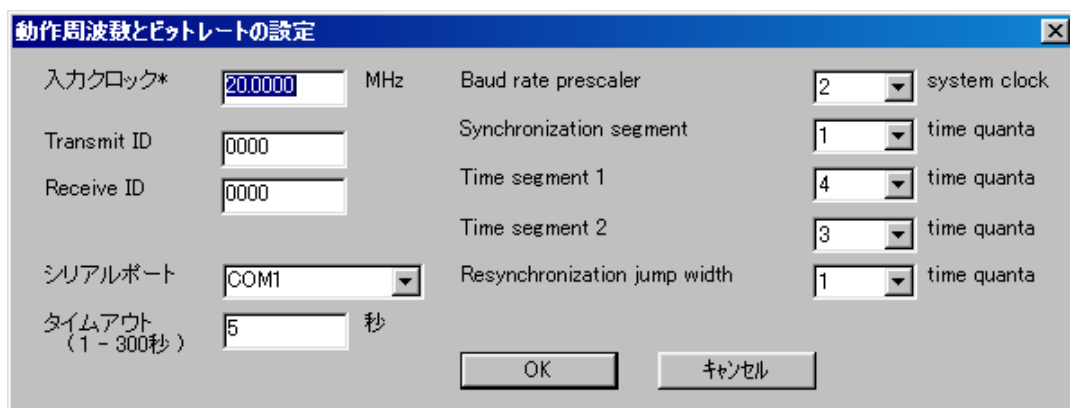 動作周波数とビットレートの設定
入力クロック* 20.0000 MHz
Transmit ID 0000
Receive ID 0000
シリアルポート COM1
タイムアウト 5 秒
(1 - 300秒)
Baud rate prescaler 2 system clock
Synchronization segment 1 time quanta
Time segment 1 4 time quanta
Time segment 2 3 time quanta
Resynchronization jump width 1 time quanta
OK キャンセル